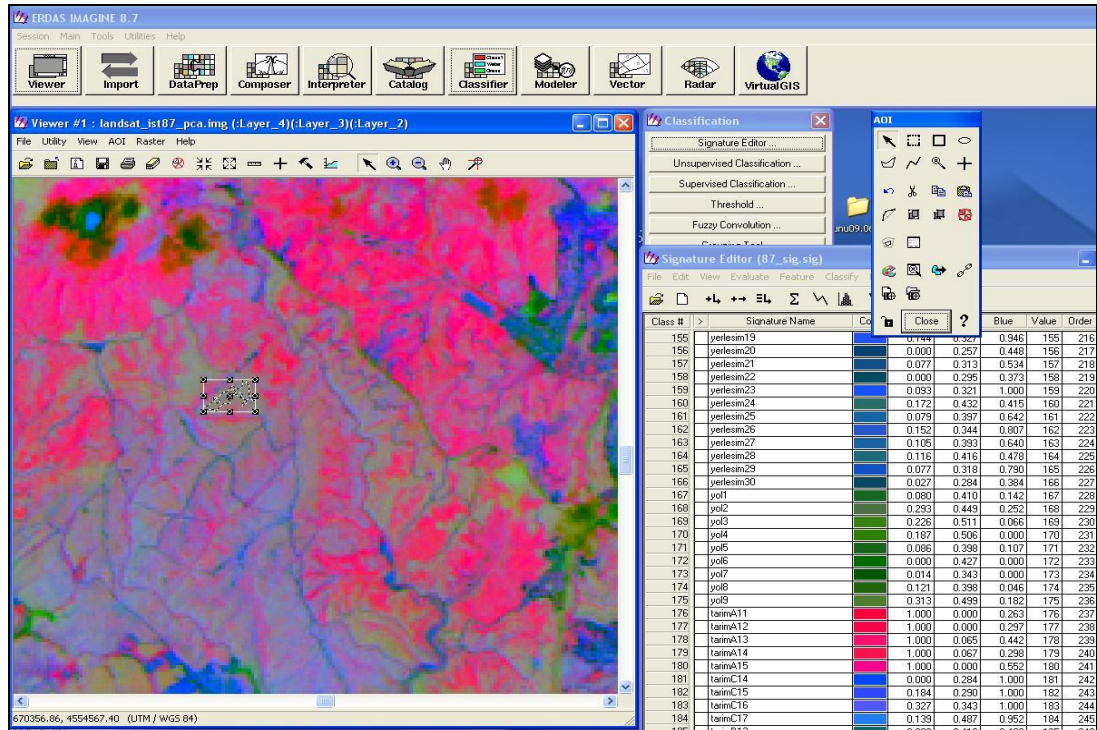 ERDAS IMAGINE 8.7
Session Main Tools Utilities Help
Viewer Import DataPrep Composer Interpreter Catalog Classifier Modeler Vector Radar VirtualGIS
Viewer #1 : landsat_ist87_pca.img (:Layer_4)(:Layer_3)(:Layer_2)
File Utility View AOI Raster Help
670356.86, 4554567.40 (UTM / WGS 84)
Classification
Signature Editor ...
Unsupervised Classification ...
Supervised Classification ...
Threshold ...
Fuzzy Convolution ...
AOI
Close ?
Signature Editor (87_sig.sig)
File Edit View Evaluate Feature Classify
Class # > Signature Name Blue Value Order
155 yerlesim19 0.144 0.327 0.946 155 216
156 yerlesim20 0.000 0.257 0.448 156 217
157 yerlesim21 0.077 0.313 0.534 157 218
158 yerlesim22 0.000 0.295 0.373 158 219
159 yerlesim23 0.093 0.321 1.000 159 220
160 yerlesim24 0.172 0.432 0.415 160 221
161 yerlesim25 0.079 0.397 0.642 161 222
162 yerlesim26 0.152 0.344 0.807 162 223
163 yerlesim27 0.105 0.393 0.640 163 224
164 yerlesim28 0.116 0.416 0.478 164 225
165 yerlesim29 0.077 0.318 0.790 165 226
166 yerlesim30 0.027 0.284 0.384 166 227
167 yol1 0.080 0.410 0.142 167 228
168 yol2 0.293 0.449 0.252 168 229
169 yol3 0.226 0.511 0.066 169 230
170 yol4 0.187 0.506 0.000 170 231
171 yol5 0.086 0.398 0.107 171 232
172 yol6 0.000 0.427 0.000 172 233
173 yol7 0.014 0.343 0.000 173 234
174 yol8 0.121 0.398 0.046 174 235
175 yol9 0.313 0.499 0.182 175 236
176 tarimA11 1.000 0.000 0.263 176 237
177 tarimA12 1.000 0.000 0.297 177 238
178 tarimA13 1.000 0.065 0.442 178 239
179 tarimA14 1.000 0.067 0.298 179 240
180 tarimA15 1.000 0.000 0.552 180 241
181 tarimC14 0.000 0.284 1.000 181 242
182 tarimC15 0.184 0.290 1.000 182 243
183 tarimC16 0.327 0.343 1.000 183 244
184 tarimC17 0.139 0.487 0.952 184 245